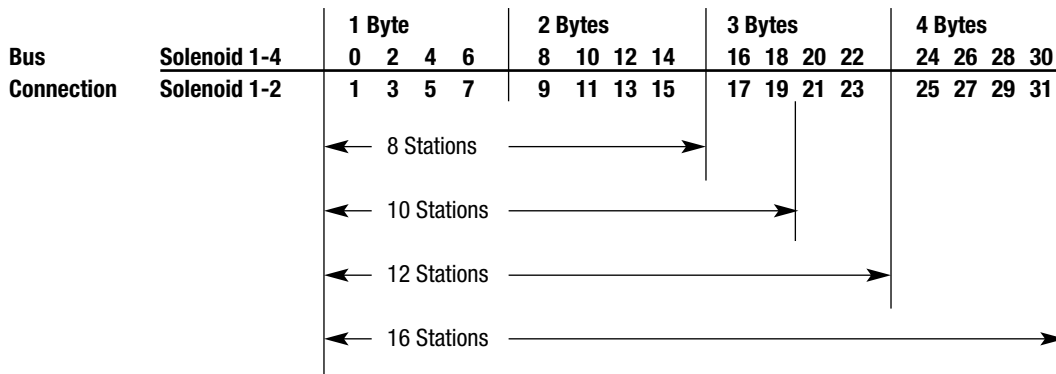 1 Byte 2 Bytes 3 Bytes 4 Bytes
Bus Solenoid 1-4 0 2 4 6 8 10 12 14 16 18 20 22 24 26 28 30
Connection Solenoid 1-2 1 3 5 7 9 11 13 15 17 19 21 23 25 27 29 31
8 Stations
10 Stations
12 Stations
16 Stations